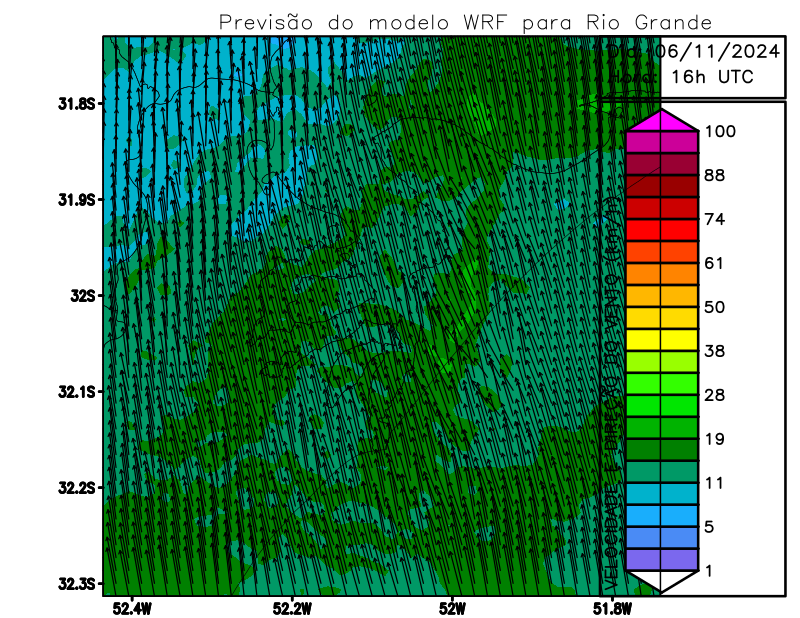 Previsão do modelo WRF para Rio Grande
Dia: 06/11/2024
Hora: 16h UTC
31.8S
31.9S
32S
32.1S
32.2S
32.3S
52.4W
52.2W
52W
51.8W
100
88
74
61
50
38
28
19
11
5
1
VELOCIDADE E DIREÇÃO DO VENTO (km/h)